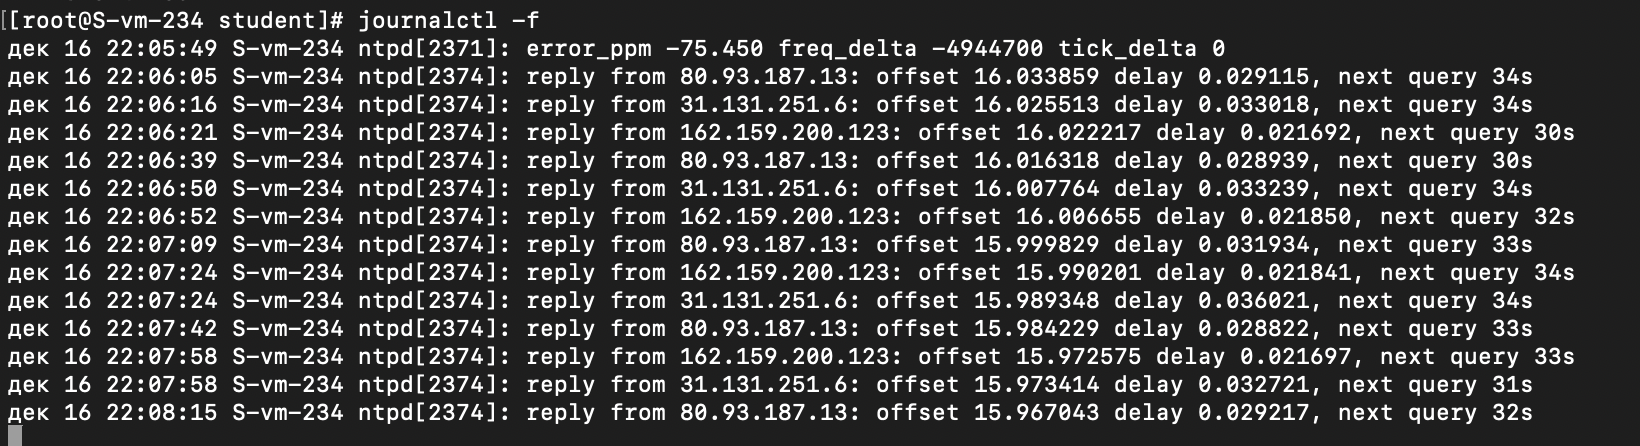 [[root@S-vm-234 student]# journalctl -f
дек 16 22:05:49 S-vm-234 ntpd[2371]: error_ppm -75.450 freq_delta -4944700 tick_delta 0
дек 16 22:06:05 S-vm-234 ntpd[2374]: reply from 80.93.187.13: offset 16.033859 delay 0.029115, next query 34s
дек 16 22:06:16 S-vm-234 ntpd[2374]: reply from 31.131.251.6: offset 16.025513 delay 0.033018, next query 34s
дек 16 22:06:21 S-vm-234 ntpd[2374]: reply from 162.159.200.123: offset 16.022217 delay 0.021692, next query 30s
дек 16 22:06:39 S-vm-234 ntpd[2374]: reply from 80.93.187.13: offset 16.016318 delay 0.028939, next query 30s
дек 16 22:06:50 S-vm-234 ntpd[2374]: reply from 31.131.251.6: offset 16.007764 delay 0.033239, next query 34s
дек 16 22:06:52 S-vm-234 ntpd[2374]: reply from 162.159.200.123: offset 16.006655 delay 0.021850, next query 32s
дек 16 22:07:09 S-vm-234 ntpd[2374]: reply from 80.93.187.13: offset 15.999829 delay 0.031934, next query 33s
дек 16 22:07:24 S-vm-234 ntpd[2374]: reply from 162.159.200.123: offset 15.990201 delay 0.021841, next query 34s
дек 16 22:07:24 S-vm-234 ntpd[2374]: reply from 31.131.251.6: offset 15.989348 delay 0.036021, next query 34s
дек 16 22:07:42 S-vm-234 ntpd[2374]: reply from 80.93.187.13: offset 15.984229 delay 0.028822, next query 33s
дек 16 22:07:58 S-vm-234 ntpd[2374]: reply from 162.159.200.123: offset 15.972575 delay 0.021697, next query 33s
дек 16 22:07:58 S-vm-234 ntpd[2374]: reply from 31.131.251.6: offset 15.973414 delay 0.032721, next query 31s
дек 16 22:08:15 S-vm-234 ntpd[2374]: reply from 80.93.187.13: offset 15.967043 delay 0.029217, next query 32s